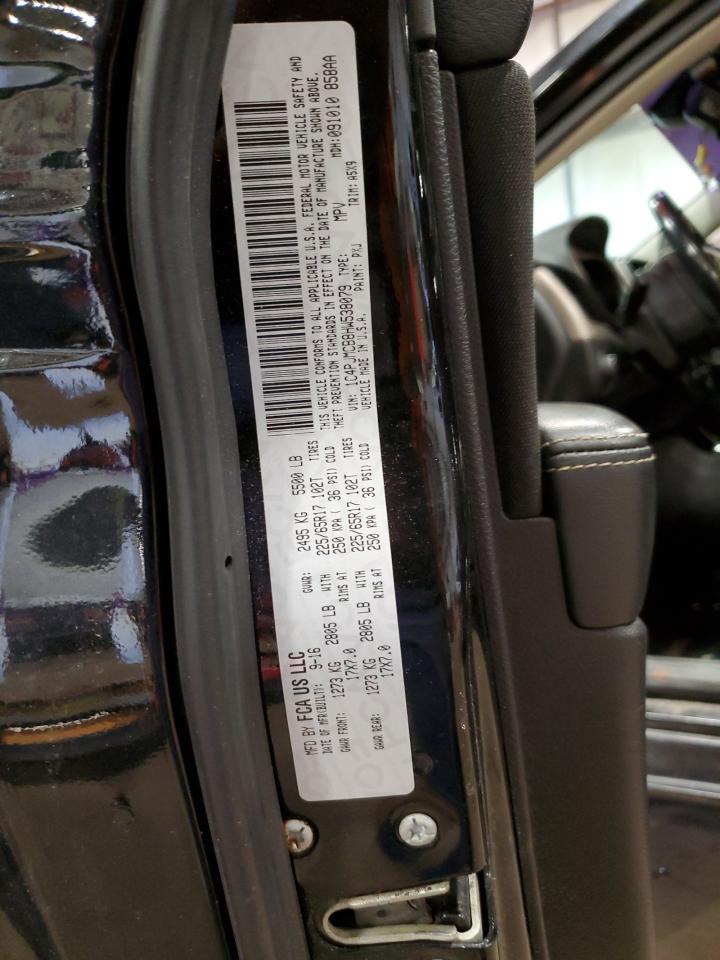 MFD BY FCA US LLC
DATE OF MFR(BUILT): 9-16 GVWR: 2495 KG 5500 LB
GAWR FRONT: 1273 KG 2805 LB WITH 225/65R17 102T TIRES
17X7.0 RIMS AT 250 KPA ( 36 PSI) COLD
GAWR REAR: 1273 KG 2805 LB WITH 225/65R17 102T TIRES
17X7.0 RIMS AT 250 KPA ( 36 PSI) COLD
THIS VEHICLE CONFORMS TO ALL APPLICABLE U.S.A. FEDERAL MOTOR VEHICLE SAFETY AND
THEFT PREVENTION STANDARDS IN EFFECT ON THE DATE OF MANUFACTURE SHOWN ABOVE.
VIN: 1C4PJMCB8HW538079 TYPE: MPV MDH:091010 858AA
VEHICLE MADE IN U.S.A. PAINT: PXJ TRIM: A5X9